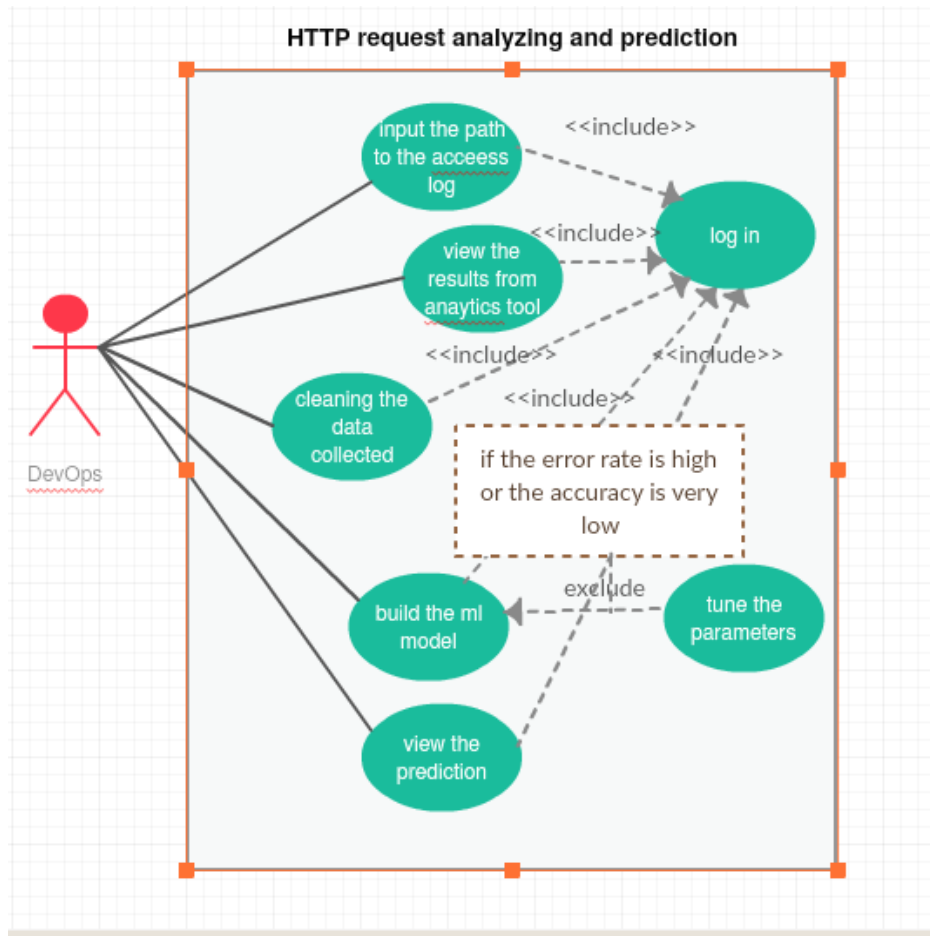 HTTP request analyzing and prediction
input the path
to the acceess
log
<<include>>
log in
<<include>>
view the
results from
anaytics tool
<<include>>
<<include>>
<<include>>
cleaning the
data
collected
DevOps
if the error rate is high
or the accuracy is very
low
exclude
build the ml
model
tune the
parameters
view the
prediction